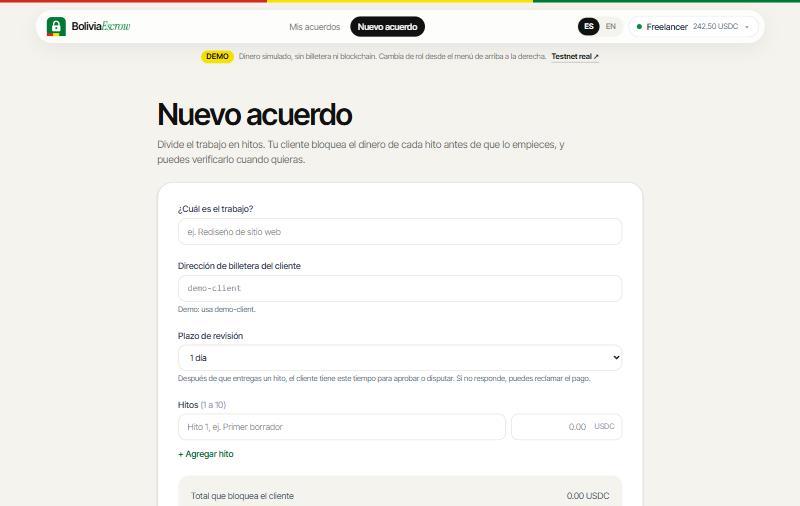 BoliviaEscrow
Mis acuerdos
Nuevo acuerdo
ES
EN
Freelancer 242.50 USDC
DEMO Dinero simulado, sin billetera ni blockchain. Cambia de rol desde el menú de arriba a la derecha. Testnet real ↗
Nuevo acuerdo
Divide el trabajo en hitos. Tu cliente bloquea el dinero de cada hito antes de que lo empieces, y
puedes verificarlo cuando quieras.
¿Cuál es el trabajo?
ej. Rediseño de sitio web
Dirección de billetera del cliente
demo-client
Demo: usa demo-client.
Plazo de revisión
1 día
Después de que entregas un hito, el cliente tiene este tiempo para aprobar o disputar. Si no responde, puedes reclamar el pago.
Hitos (1 a 10)
Hito 1, ej. Primer borrador
0.00 USDC
+ Agregar hito
Total que bloquea el cliente
0.00 USDC